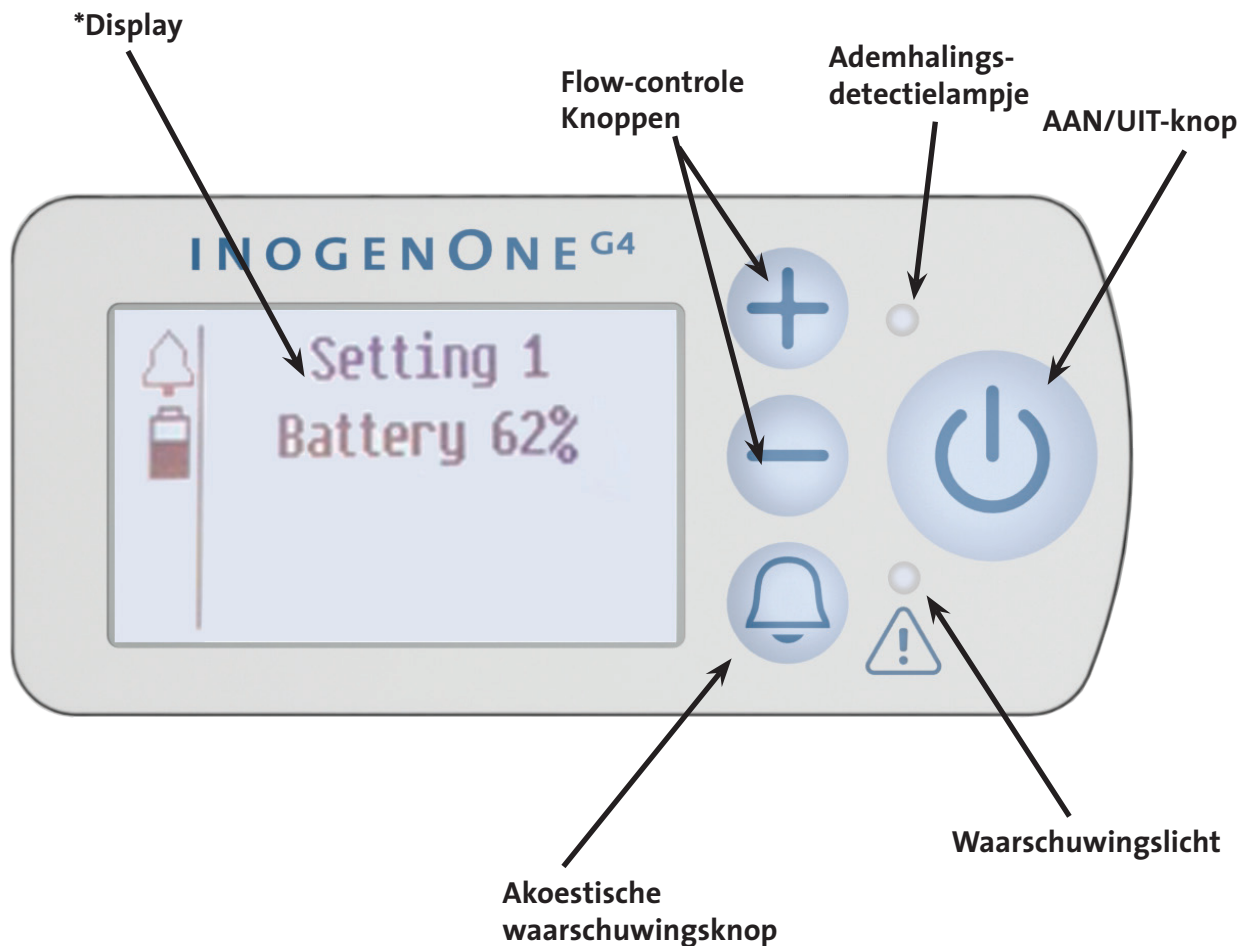 *Display
Flow-controle
Knoppen
Ademhalings-
detectielampje
AAN/UIT-knop
INOGENONE G4
Setting 1
Battery 62%
Waarschuwingslicht
Akoestische
waarschuwingsknop